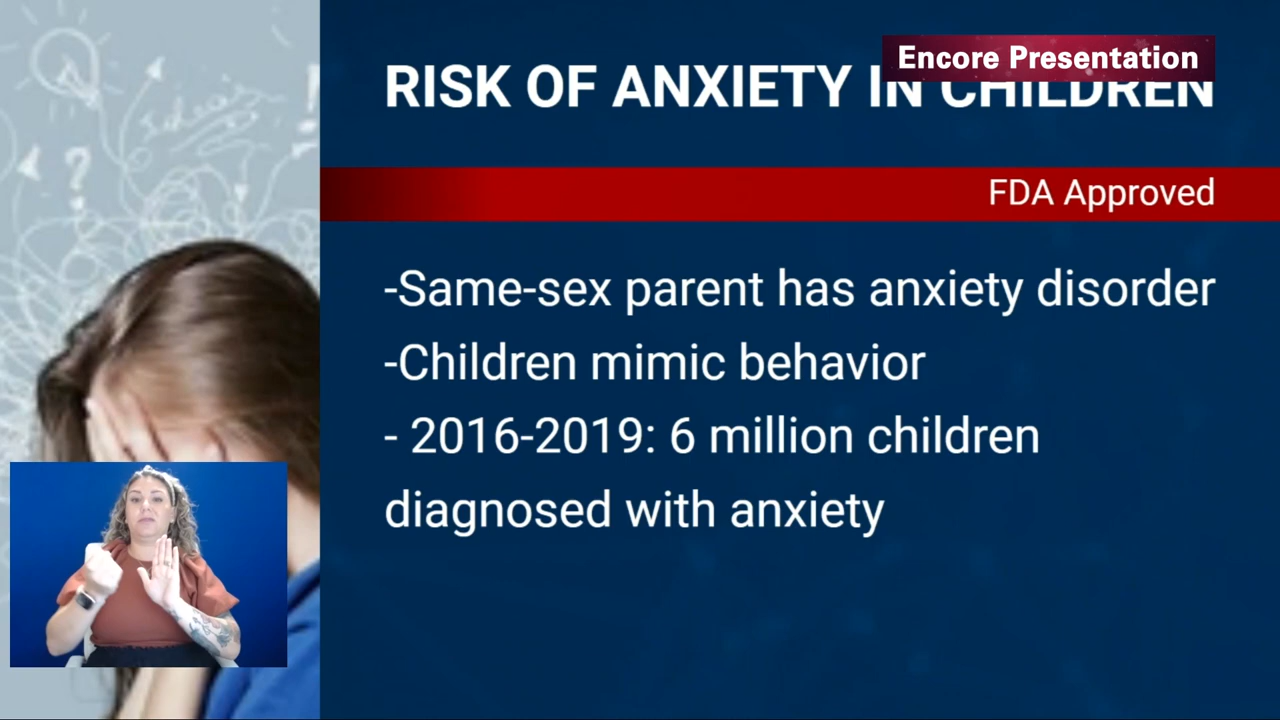 Encore Presentation
RISK OF ANXIETY IN CHILDREN
FDA Approved
-Same-sex parent has anxiety disorder
-Children mimic behavior
- 2016-2019: 6 million children
diagnosed with anxiety
?
ideas
!